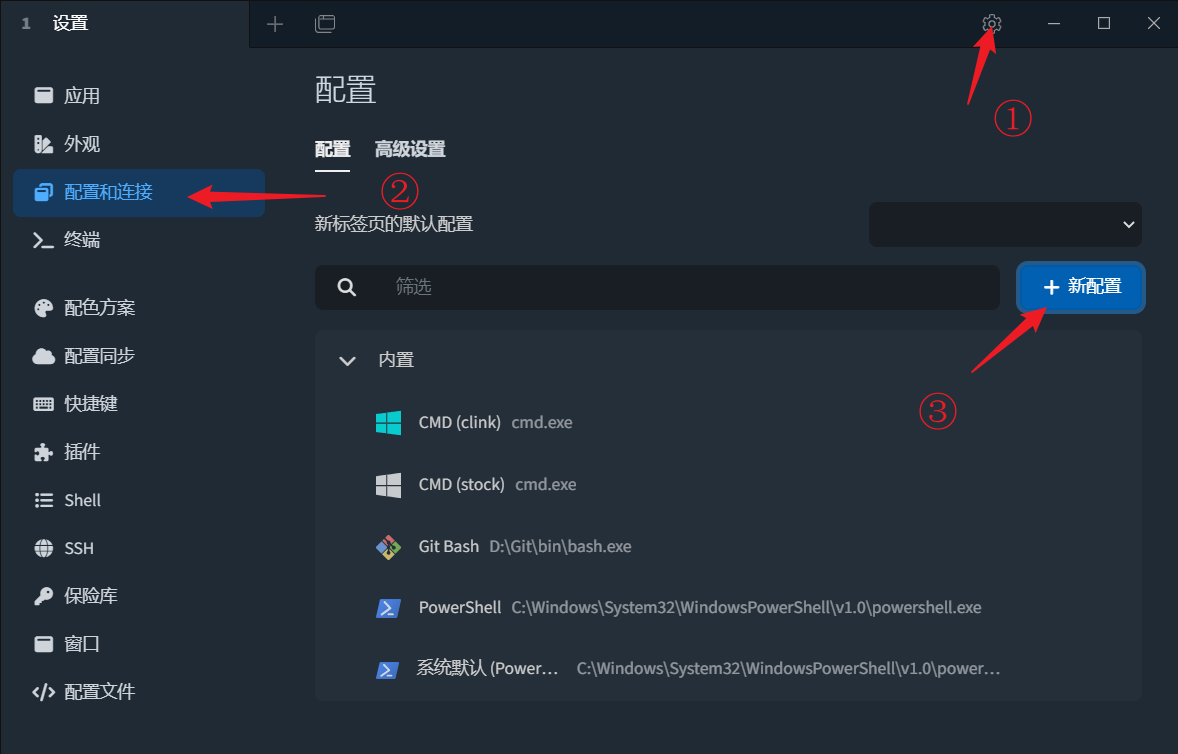 1 设置
①
配置
应用
外观
配置和连接
终端
配色方案
配置同步
快捷键
插件
Shell
SSH
保险库
窗口
配置文件
配置 高级设置
②
新标签页的默认配置
筛选
新配置
③
内置
CMD (clink) cmd.exe
CMD (stock) cmd.exe
Git Bash D:\Git\bin\bash.exe
PowerShell C:\Windows\System32\WindowsPowerShell\v1.0\powershell.exe
系统默认 (Power… C:\Windows\System32\WindowsPowerShell\v1.0\power…